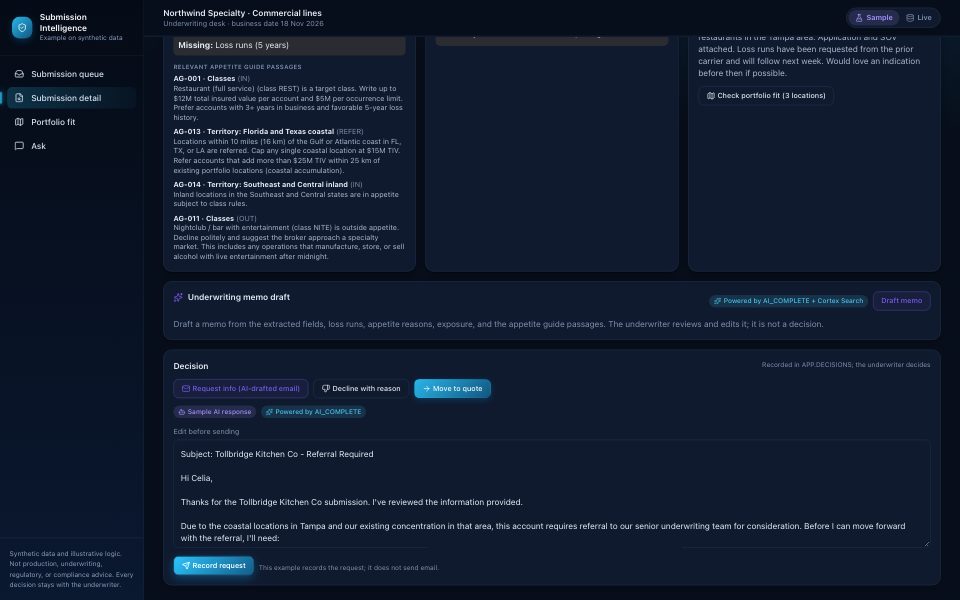 Submission
Intelligence
Example on synthetic data
Submission queue
Submission detail
Portfolio fit
Ask
Synthetic data and illustrative logic.
Not production, underwriting,
regulatory, or compliance advice. Every
decision stays with the underwriter.
Northwind Specialty · Commercial lines
Underwriting desk · business date 18 Nov 2026
Sample
Live
Missing: Loss runs (5 years)
RELEVANT APPETITE GUIDE PASSAGES
AG-001 · Classes (IN)
Restaurant (full service) (class REST) is a target class. Write up to
$12M total insured value per account and $5M per occurrence limit.
Prefer accounts with 3+ years in business and favorable 5-year loss
history.
AG-013 · Territory: Florida and Texas coastal (REFER)
Locations within 10 miles (16 km) of the Gulf or Atlantic coast in FL,
TX, or LA are referred. Cap any single coastal location at $15M TIV.
Refer accounts that add more than $25M TIV within 25 km of
existing portfolio locations (coastal accumulation).
AG-014 · Territory: Southeast and Central inland (IN)
Inland locations in the Southeast and Central states are in appetite
subject to class rules.
AG-011 · Classes (OUT)
Nightclub / bar with entertainment (class NITE) is outside appetite.
Decline politely and suggest the broker approach a specialty
market. This includes any operations that manufacture, store, or sell
alcohol with live entertainment after midnight.
restaurants in the Tampa area. Application and SOV
attached. Loss runs have been requested from the prior
carrier and will follow next week. Would love an indication
before then if possible.
Check portfolio fit (3 locations)
Underwriting memo draft
Powered by AI_COMPLETE + Cortex Search
Draft memo
Draft a memo from the extracted fields, loss runs, appetite reasons, exposure, and the appetite guide passages. The underwriter reviews and edits it; it is not a decision.
Decision
Recorded in APP.DECISIONS; the underwriter decides
Request info (AI-drafted email)
Decline with reason
Move to quote
Sample AI response
Powered by AI_COMPLETE
Edit before sending
Subject: Tollbridge Kitchen Co - Referral Required
Hi Celia,
Thanks for the Tollbridge Kitchen Co submission. I've reviewed the information provided.
Due to the coastal locations in Tampa and our existing concentration in that area, this account requires referral to our senior underwriting team for consideration. Before I can move forward
with the referral, I'll need:
Record request
This example records the request; it does not send email.